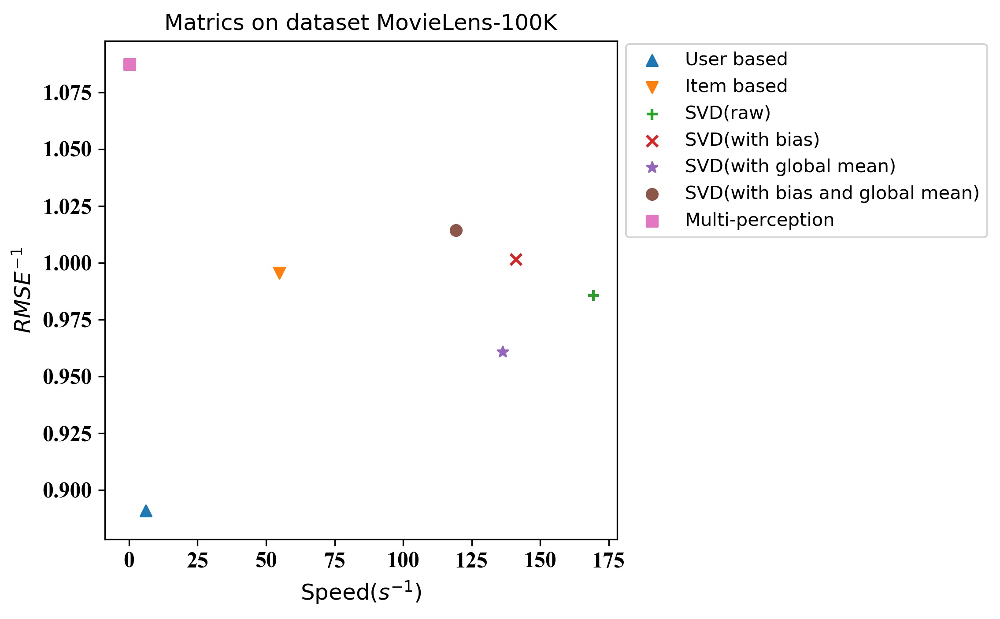 Matrics on dataset MovieLens-100K
1.075
1.050
1.025
1.000
0.975
0.950
0.925
0.900
RMSE⁻¹
0 25 50 75 100 125 150 175
Speed(s⁻¹)
User based
Item based
SVD(raw)
SVD(with bias)
SVD(with global mean)
SVD(with bias and global mean)
Multi-perception